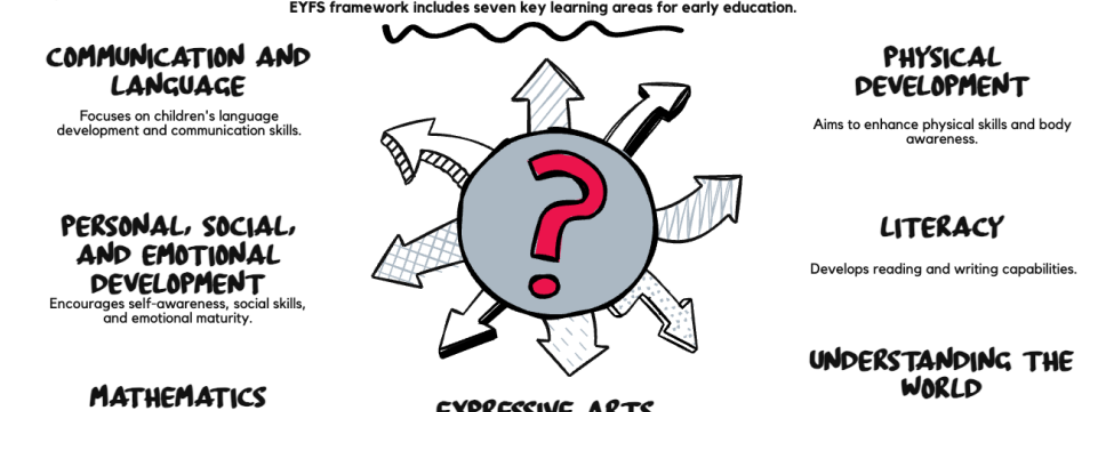 EYFS framework includes seven key learning areas for early education.
COMMUNICATION AND
LANGUAGE
Focuses on children's language
development and communication skills.
PHYSICAL
DEVELOPMENT
Aims to enhance physical skills and body
awareness.
PERSONAL, SOCIAL,
AND EMOTIONAL
DEVELOPMENT
Encourages self-awareness, social skills,
and emotional maturity.
LITERACY
Develops reading and writing capabilities.
?
MATHEMATICS
EXPRESSIVE ARTS
UNDERSTANDING THE
WORLD